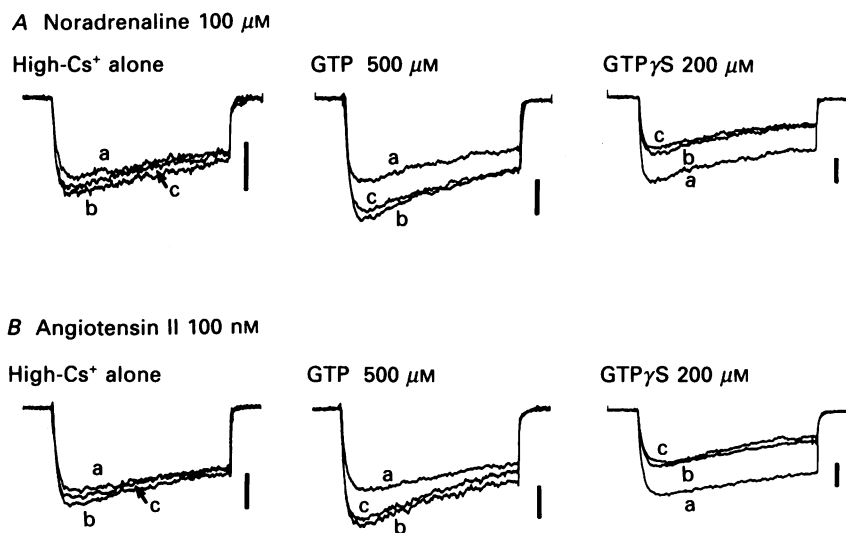 A Noradrenaline 100 μM
High-Cs⁺ alone GTP 500 μM GTPγS 200 μM
a
b
c
a
c
b
c
b
a
B Angiotensin II 100 nM
High-Cs⁺ alone GTP 500 μM GTPγS 200 μM
a
b
c
a
c
b
c
b
a